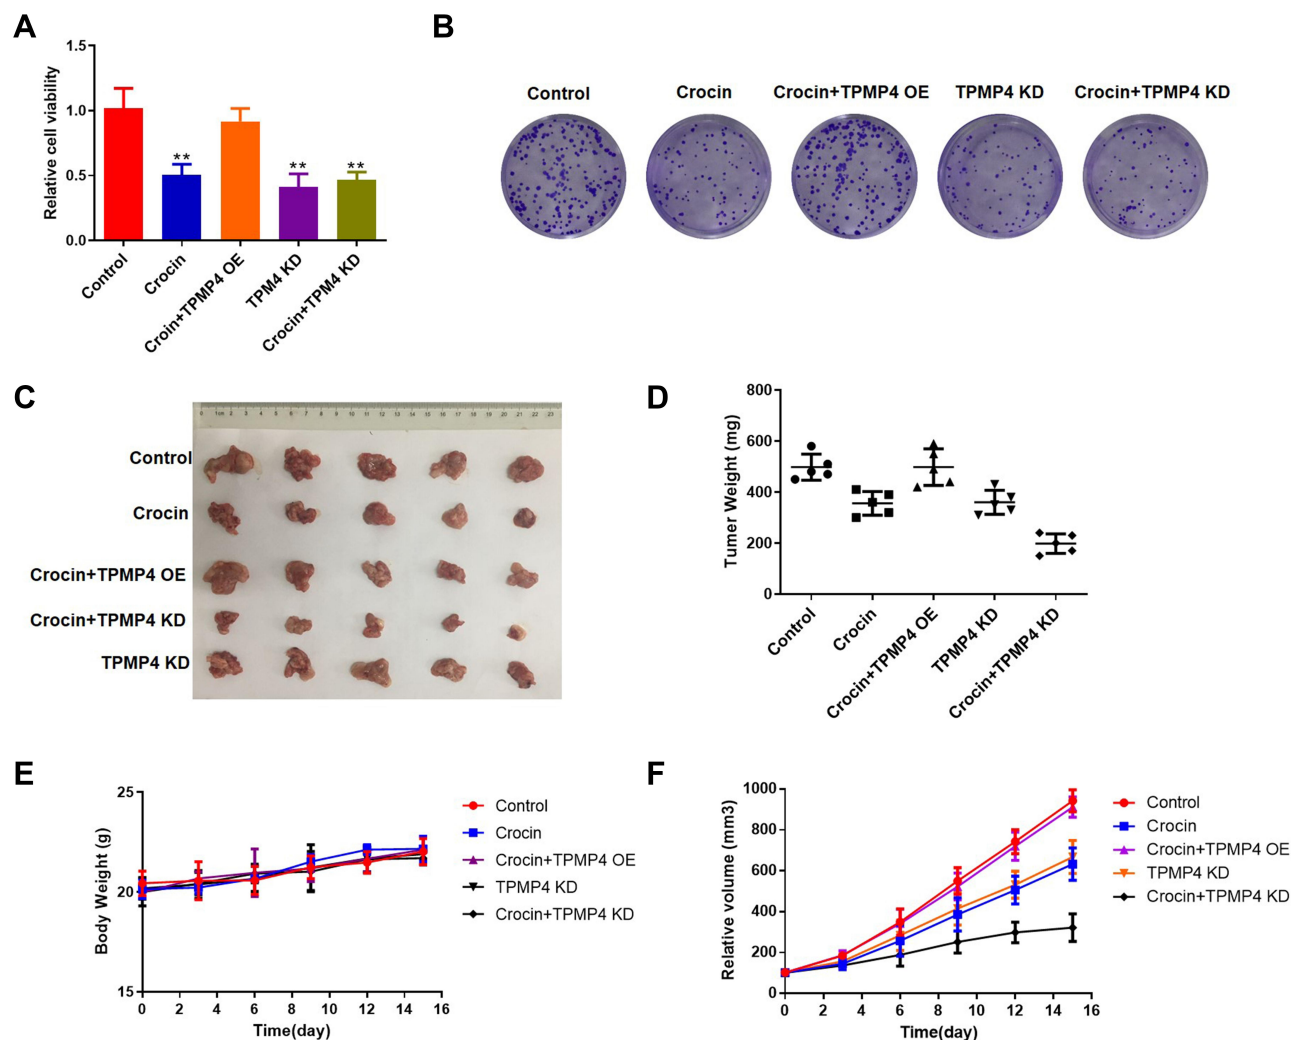 A
Relative cell viability
1.5
1.0
0.5
0.0
**
**
**
Control
Crocin
Croin+TPMP4 OE
TPM4 KD
Crocin+TPM4 KD
B
Control
Crocin
Crocin+TPMP4 OE
TPMP4 KD
Crocin+TPMP4 KD
C
Control
Crocin
Crocin+TPMP4 OE
Crocin+TPMP4 KD
TPMP4 KD
D
Tumer Weight (mg)
800
600
400
200
0
Control
Crocin
Crocin+TPMP4 OE
TPMP4 KD
Crocin+TPMP4 KD
E
Body Weight (g)
25
20
15
0 2 4 6 8 10 12 14 16
Time(day)
Control
Crocin
Crocin+TPMP4 OE
TPMP4 KD
Crocin+TPMP4 KD
F
Relative volume (mm3)
1000
800
600
400
200
0
0 2 4 6 8 10 12 14 16
Time(day)
Control
Crocin
Crocin+TPMP4 OE
TPMP4 KD
Crocin+TPMP4 KD